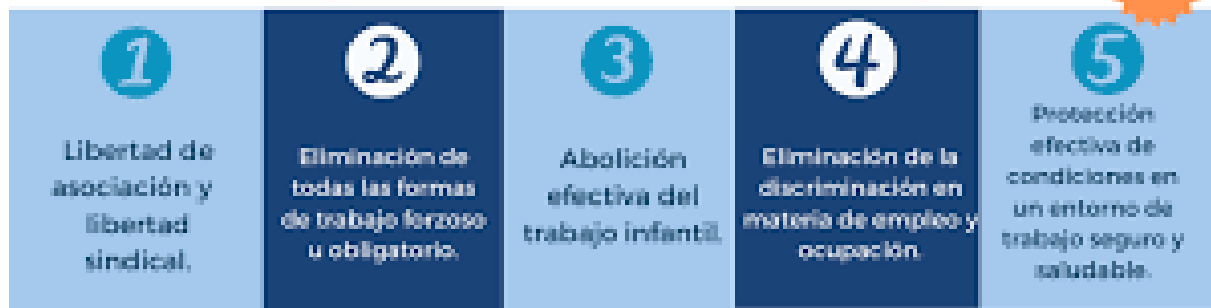 1
Libertad de
asociación y
libertad
sindical.
2
Eliminación de
todas las formas
de trabajo forzoso
u obligatorio.
3
Abolición
efectiva del
trabajo infantil.
4
Eliminación de la
discriminación en
materia de empleo y
ocupación.
5
Protección
efectiva de
condiciones en
un entorno de
trabajo seguro y
saludable.